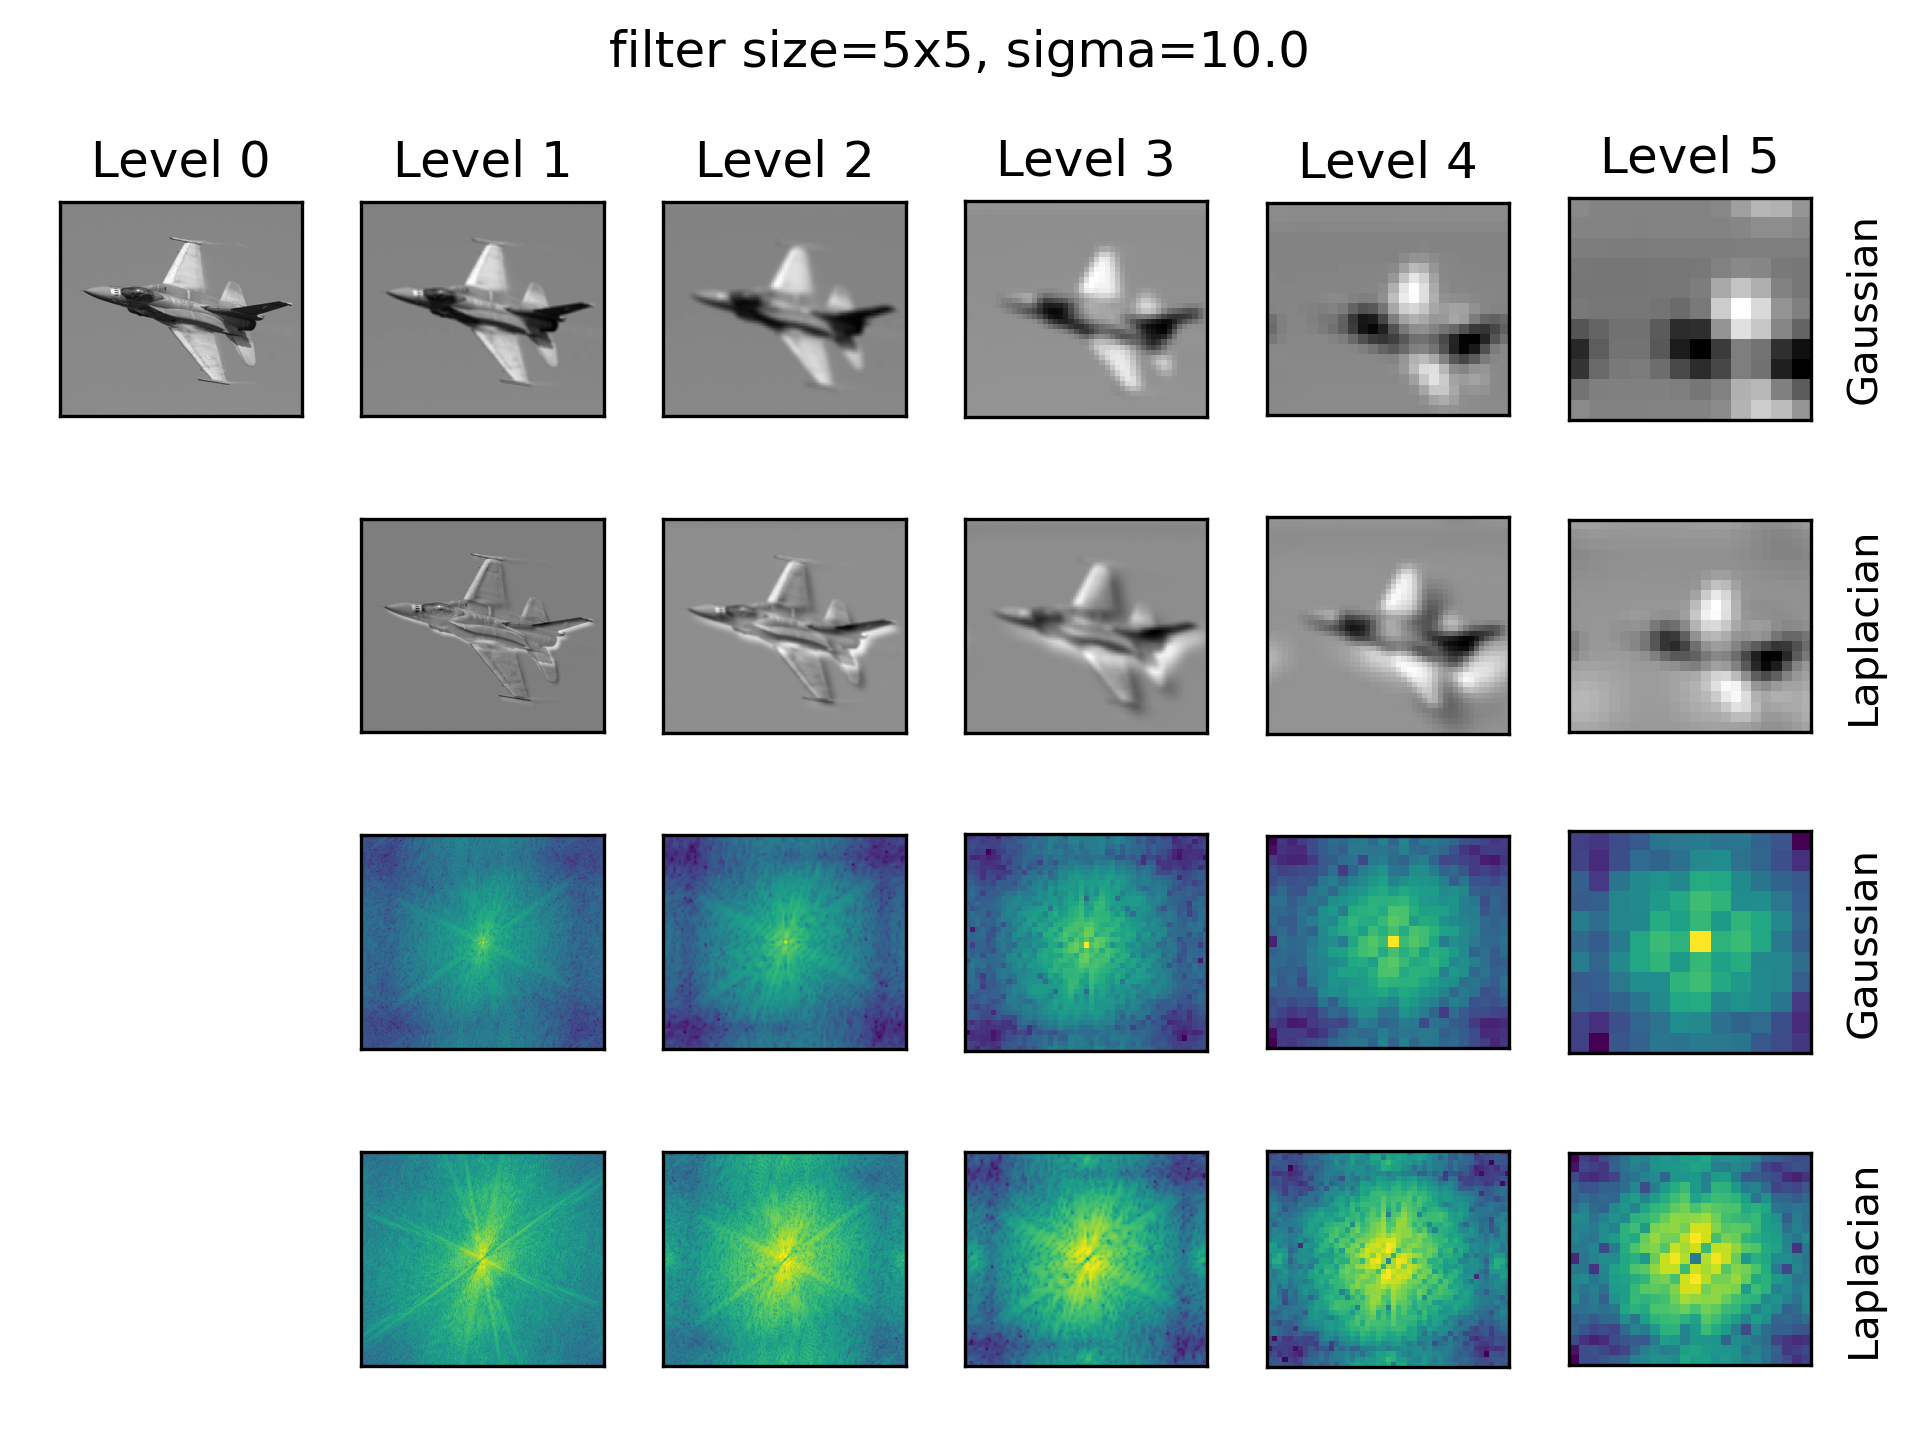 filter size=5x5, sigma=10.0
Level 0
Level 1
Level 2
Level 3
Level 4
Level 5
Gaussian
Laplacian
Gaussian
Laplacian